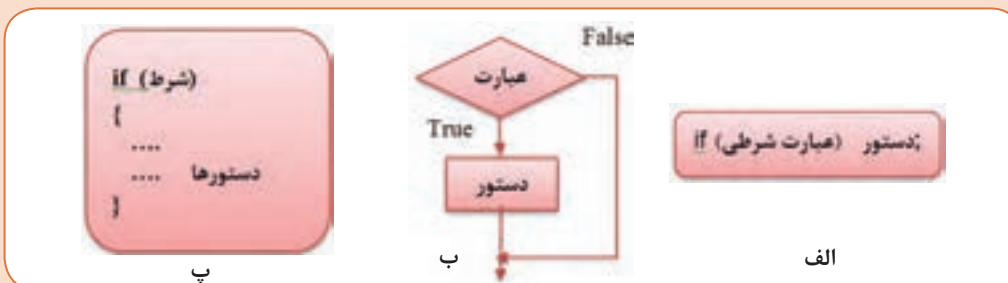 if (عبارت شرطی) دستور;
الف
False
عبارت
True
دستور
ب
if (شرط)
{
....
.... دستورها
}
پ